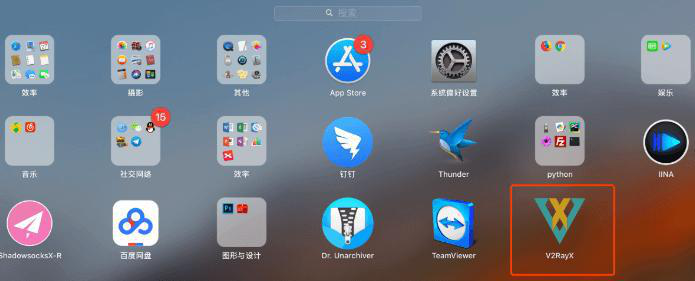 搜索
效率
摄影
其他
3
App Store
系统偏好设置
效率
娱乐
音乐
15
社交网络
效率
钉钉
Thunder
python
IINA
ShadowsocksX-R
百度网盘
图形与设计
Dr. Unarchiver
TeamViewer
V2RayX